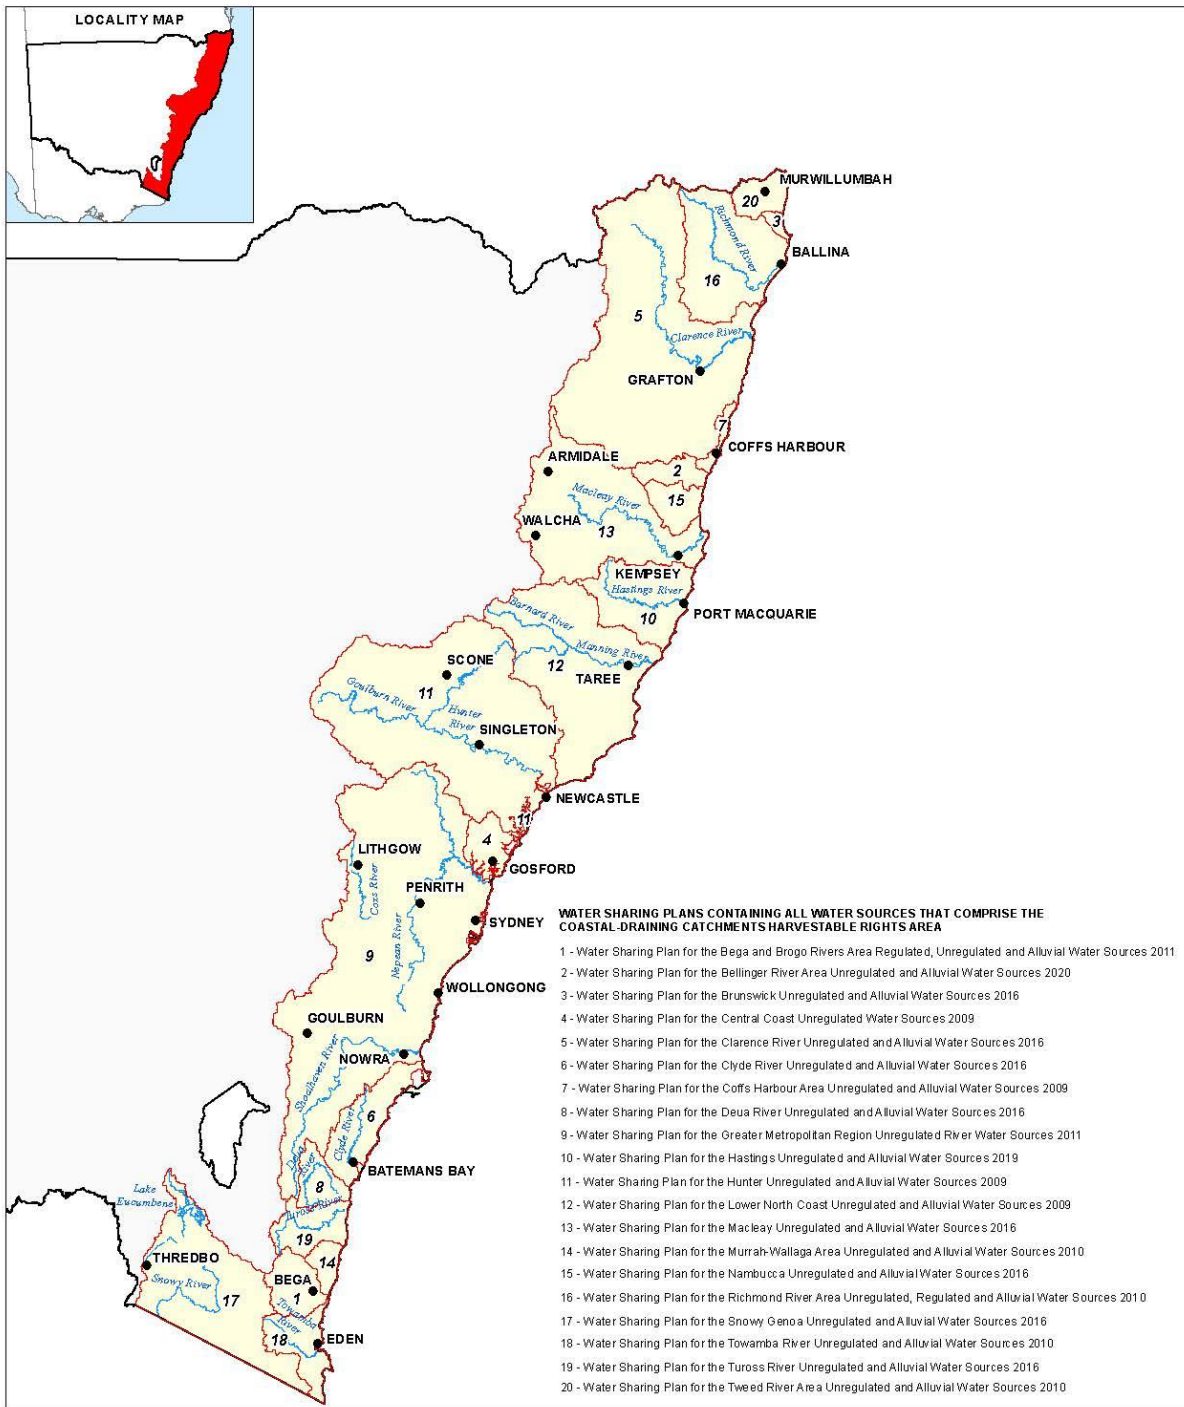 LOCALITY MAP
MURWILLUMBAH
20
3
Richmond River
BALLINA
16
5
Clarence River
GRAFTON
7
COFFS HARBOUR
ARMIDALE
2
Macleay River
15
WALCHA
13
KEMPSEY
Hastings River
Barnard River
10
PORT MACQUARIE
Manning River
SCONE
12
TAREE
11
Goulburn River
Hunter
River
SINGLETON
NEWCASTLE
11
4
LITHGOW
GOSFORD
PENRITH
Coxs River
SYDNEY
WATER SHARING PLANS CONTAINING ALL WATER SOURCES THAT COMPRISE THE
COASTAL-DRAINING CATCHMENTS HARVESTABLE RIGHTS AREA
1 - Water Sharing Plan for the Bega and Brogo Rivers Area Regulated, Unregulated and Alluvial Water Sources 2011
2 - Water Sharing Plan for the Bellinger River Area Unregulated and Alluvial Water Sources 2020
3 - Water Sharing Plan for the Brunswick Unregulated and Alluvial Water Sources 2016
4 - Water Sharing Plan for the Central Coast Unregulated Water Sources 2009
5 - Water Sharing Plan for the Clarence River Unregulated and Alluvial Water Sources 2016
6 - Water Sharing Plan for the Clyde River Unregulated and Alluvial Water Sources 2016
7 - Water Sharing Plan for the Coffs Harbour Area Unregulated and Alluvial Water Sources 2009
8 - Water Sharing Plan for the Deua River Unregulated and Alluvial Water Sources 2016
9 - Water Sharing Plan for the Greater Metropolitan Region Unregulated River Water Sources 2011
10 - Water Sharing Plan for the Hastings Unregulated and Alluvial Water Sources 2019
11 - Water Sharing Plan for the Hunter Unregulated and Alluvial Water Sources 2009
12 - Water Sharing Plan for the Lower North Coast Unregulated and Alluvial Water Sources 2009
13 - Water Sharing Plan for the Macleay Unregulated and Alluvial Water Sources 2016
14 - Water Sharing Plan for the Murrah-Wallaga Area Unregulated and Alluvial Water Sources 2010
15 - Water Sharing Plan for the Nambucca Unregulated and Alluvial Water Sources 2016
16 - Water Sharing Plan for the Richmond River Area Unregulated, Regulated and Alluvial Water Sources 2010
17 - Water Sharing Plan for the Snowy Genoa Unregulated and Alluvial Water Sources 2016
18 - Water Sharing Plan for the Towamba River Unregulated and Alluvial Water Sources 2010
19 - Water Sharing Plan for the Tuross River Unregulated and Alluvial Water Sources 2016
20 - Water Sharing Plan for the Tweed River Area Unregulated and Alluvial Water Sources 2010
9
Nepean River
WOLLONGONG
GOULBURN
NOWRA
Shoalhaven River
6
Clyde River
Deua
River
BATEMANS BAY
8
Lake
Eucumbene
Tuross River
19
THREDBO
14
BEGA
Snowy River
17
1
Towamba
River
18
EDEN